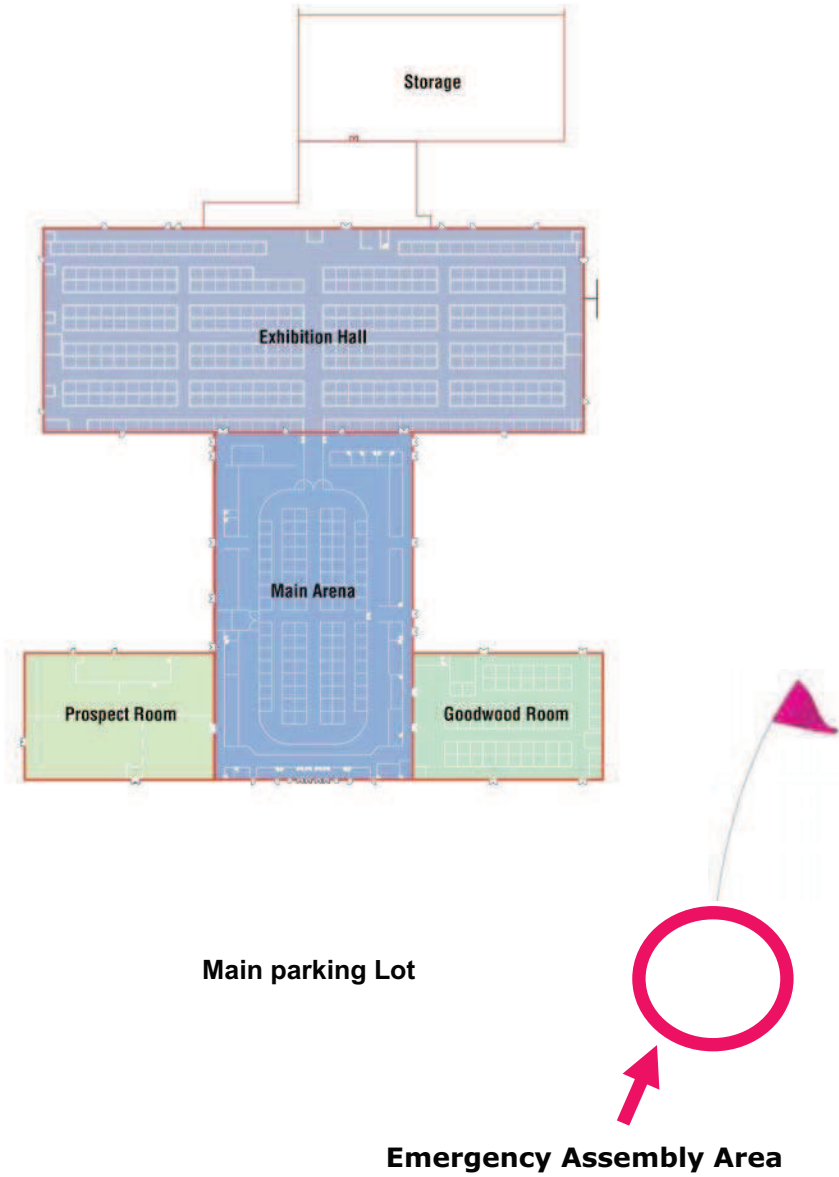 Storage
Exhibition Hall
Main Arena
Prospect Room
Goodwood Room
Main parking Lot
Emergency Assembly Area